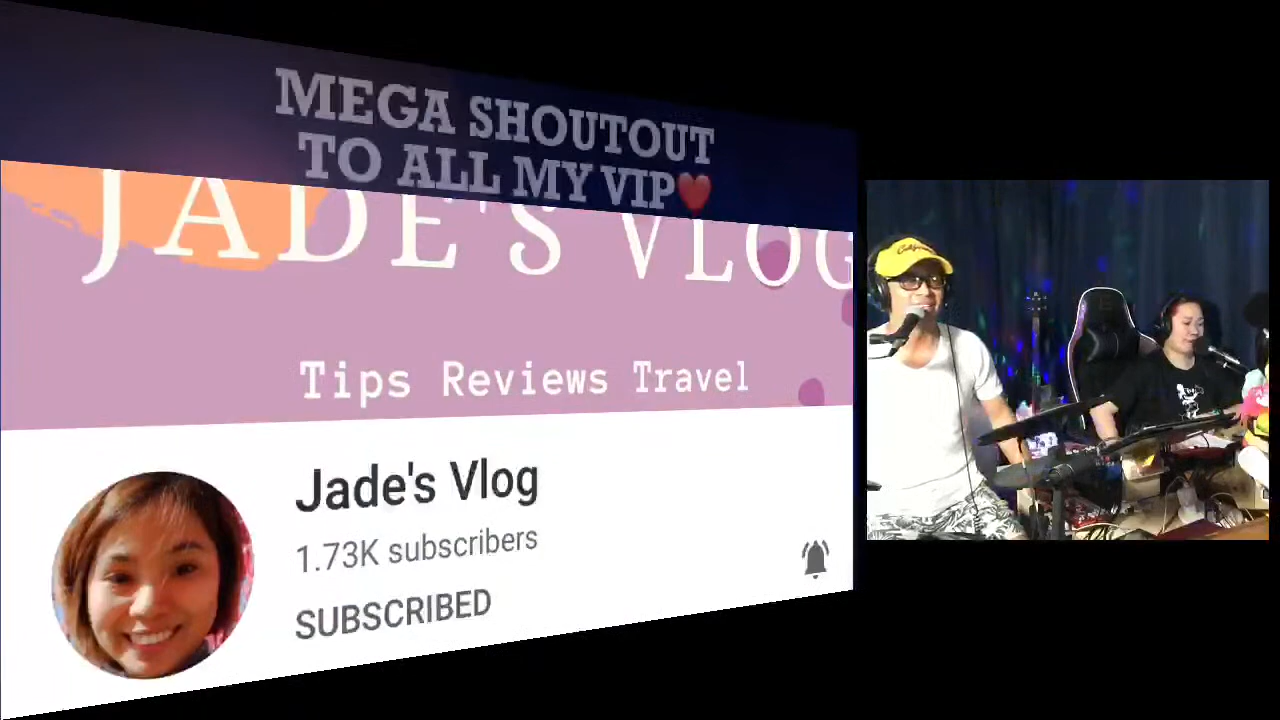 MEGA SHOUTOUT
TO ALL MY VIP❤️
JADE'S VLOG
Tips Reviews Travel
Jade's Vlog
1.73K subscribers
SUBSCRIBED